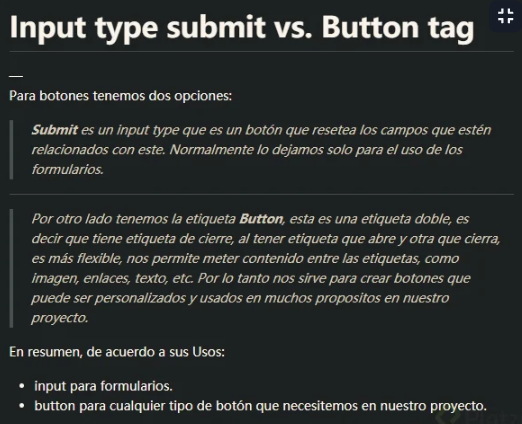 Input type submit vs. Button tag
—
Para botones tenemos dos opciones:
Submit es un input type que es un botón que resetea los campos que estén
relacionados con este. Normalmente lo dejamos solo para el uso de los
formularios.
Por otro lado tenemos la etiqueta Button, esta es una etiqueta doble, es
decir que tiene etiqueta de cierre, al tener etiqueta que abre y otra que cierra,
es más flexible, nos permite meter contenido entre las etiquetas, como
imagen, enlaces, texto, etc. Por lo tanto nos sirve para crear botones que
puede ser personalizados y usados en muchos propositos en nuestro
proyecto.
En resumen, de acuerdo a sus Usos:
• input para formularios.
• button para cualquier tipo de botón que necesitemos en nuestro proyecto.